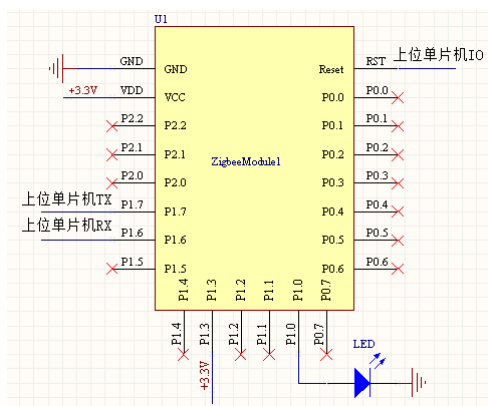 U1
GND GND Reset RST 上位单片机IO
+3.3V VDD VCC P0.0 P0.0
P2.2 P2.2 P0.1 P0.1
P2.1 P2.1 ZigbeeModule1 P0.2 P0.2
P2.0 P2.0 P0.3 P0.3
上位单片机TX P1.7 P1.7 P0.4 P0.4
上位单片机RX P1.6 P1.6 P0.5 P0.5
P1.5 P1.5 P0.6 P0.6
P1.4 P1.3 P1.2 P1.1 P1.0 P0.7
P1.4 P1.3 P1.2 P1.1 P1.0 P0.7
LED
+3.3V